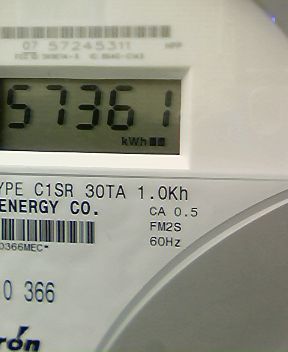 07 57245311
57361
kWh
YPE C1SR 30TA 1.0Kh
ENERGY CO.
CA 0.5
FM2S
60Hz
0366MEC*
0 366
rón